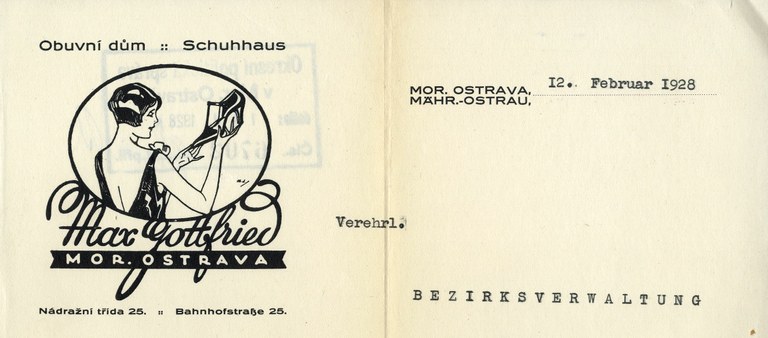 Obuvní dům :: Schuhhaus
Max Gottfried
MOR. OSTRAVA
Nádražní třída 25. :: Bahnhofstraße 25.
MOR. OSTRAVA,
MÄHR.-OSTRAU,
12. Februar 1928
Verehrl.
BEZIRKSVERWALTUNG